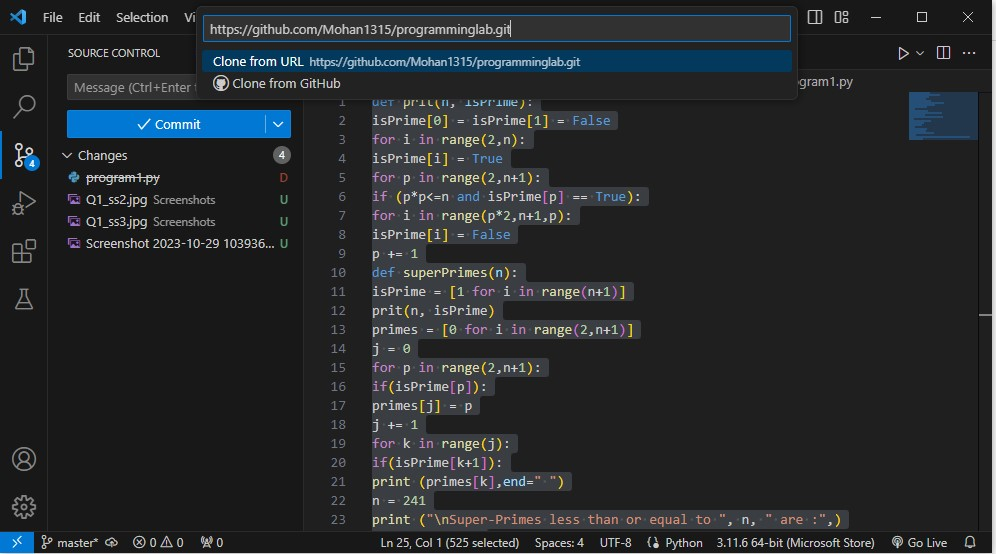 File Edit Selection Vi
https://github.com/Mohan1315/programminglab.git
Clone from URL https://github.com/Mohan1315/programminglab.git
Clone from GitHub
SOURCE CONTROL
Message (Ctrl+Enter
Commit
Changes 4
4
program1.py D
Q1_ss2.jpg Screenshots U
Q1_ss3.jpg Screenshots U
Screenshot 2023-10-29 103936... U
ogram1.py
1 def prit(n, isPrime):
2 isPrime[0] = isPrime[1] = False
3 for i in range(2,n):
4 isPrime[i] = True
5 for p in range(2,n+1):
6 if (p*p<=n and isPrime[p] == True):
7 for i in range(p*2,n+1,p):
8 isPrime[i] = False
9 p += 1
10 def superPrimes(n):
11 isPrime = [1 for i in range(n+1)]
12 prit(n, isPrime)
13 primes = [0 for i in range(2,n+1)]
14 j = 0
15 for p in range(2,n+1):
16 if(isPrime[p]):
17 primes[j] = p
18 j += 1
19 for k in range(j):
20 if(isPrime[k+1]):
21 print (primes[k],end=" ")
22 n = 241
23 print ("\nSuper-Primes less than or equal to ", n, " are :",)
master* 0 0 0 Ln 25, Col 1 (525 selected) Spaces: 4 UTF-8 Python 3.11.6 64-bit (Microsoft Store) Go Live